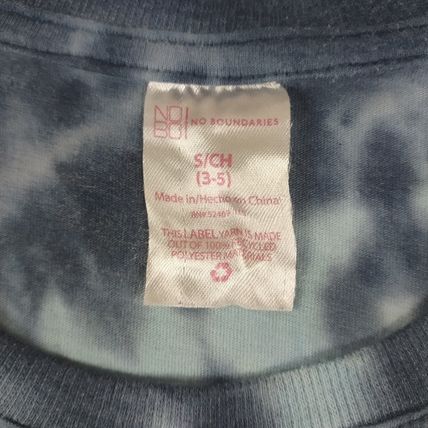 NO
BO
NO BOUNDARIES
S/CH
(3-5)
Made in/Hecho en China
THIS LABEL YARN IS MADE
OUT OF 100% RECYCLED
POLYESTER MATERIALS